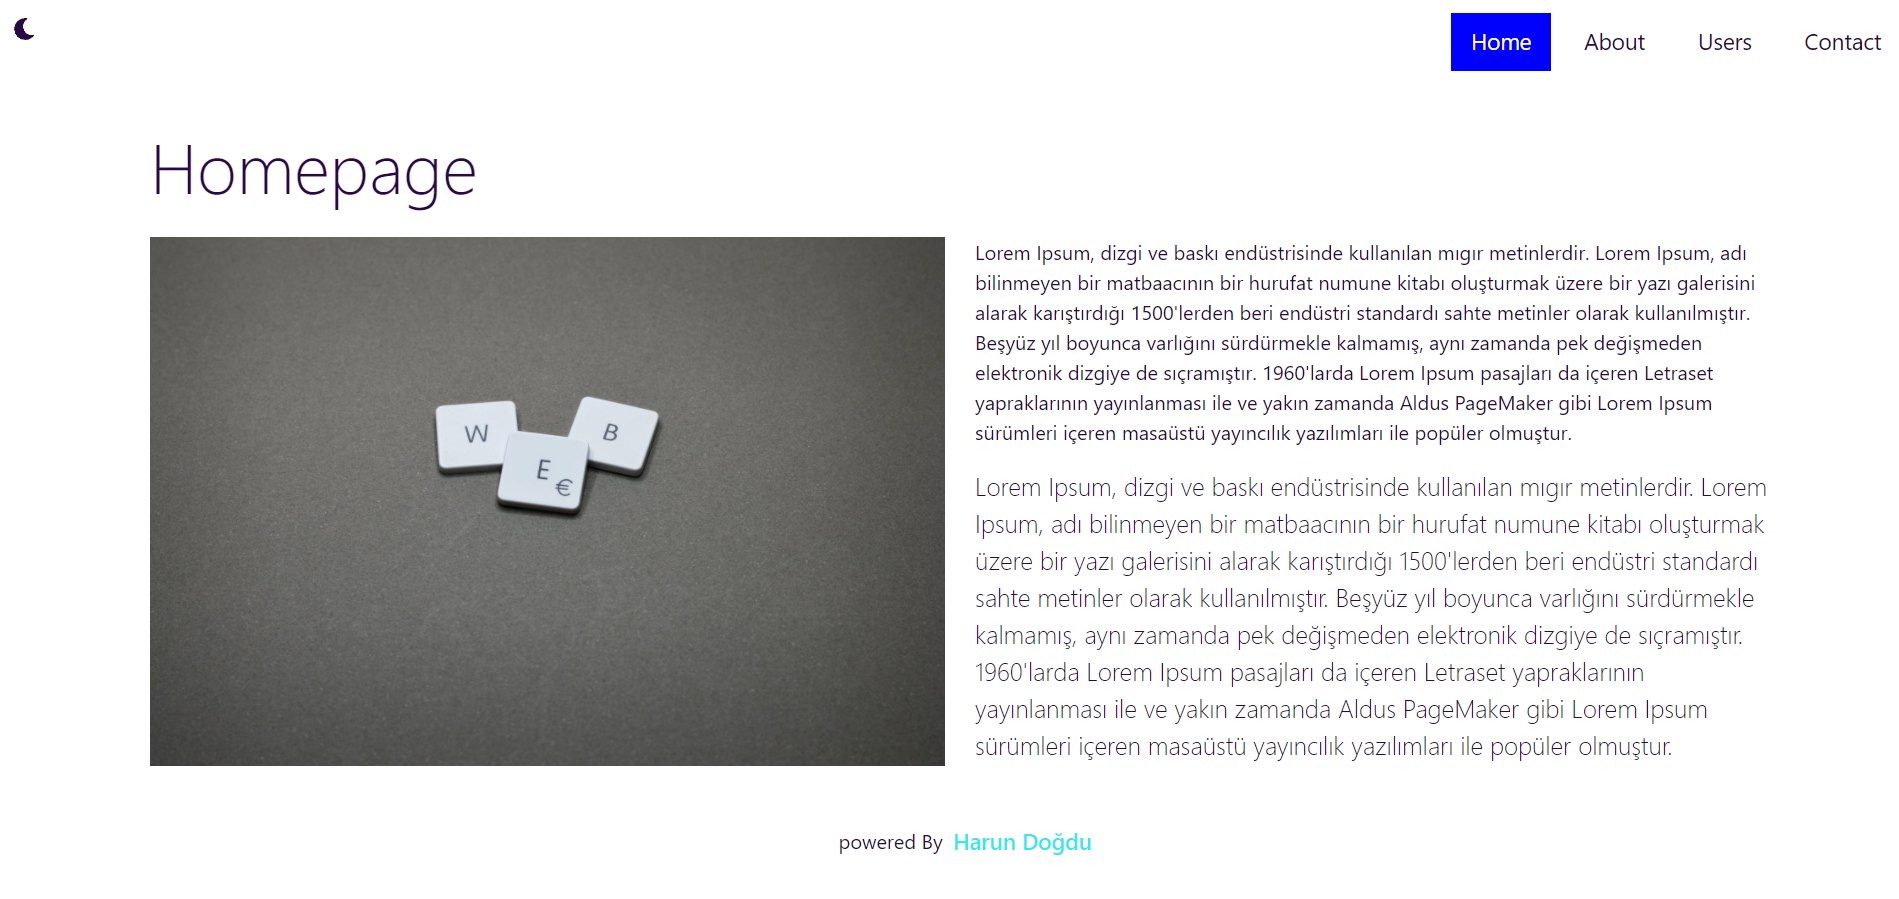 Home About Users Contact
Homepage
W B
E
€
Lorem Ipsum, dizgi ve baskı endüstrisinde kullanılan mıgır metinlerdir. Lorem Ipsum, adı
bilinmeyen bir matbaacının bir hurufat numune kitabı oluşturmak üzere bir yazı galerisini
alarak karıştırdığı 1500'lerden beri endüstri standardı sahte metinler olarak kullanılmıştır.
Beşyüz yıl boyunca varlığını sürdürmekle kalmamış, aynı zamanda pek değişmeden
elektronik dizgiye de sıçramıştır. 1960'larda Lorem Ipsum pasajları da içeren Letraset
yapraklarının yayınlanması ile ve yakın zamanda Aldus PageMaker gibi Lorem Ipsum
sürümleri içeren masaüstü yayıncılık yazılımları ile popüler olmuştur.
Lorem Ipsum, dizgi ve baskı endüstrisinde kullanılan mıgır metinlerdir. Lorem
Ipsum, adı bilinmeyen bir matbaacının bir hurufat numune kitabı oluşturmak
üzere bir yazı galerisini alarak karıştırdığı 1500'lerden beri endüstri standardı
sahte metinler olarak kullanılmıştır. Beşyüz yıl boyunca varlığını sürdürmekle
kalmamış, aynı zamanda pek değişmeden elektronik dizgiye de sıçramıştır.
1960'larda Lorem Ipsum pasajları da içeren Letraset yapraklarının
yayınlanması ile ve yakın zamanda Aldus PageMaker gibi Lorem Ipsum
sürümleri içeren masaüstü yayıncılık yazılımları ile popüler olmuştur.
powered By Harun Doğdu